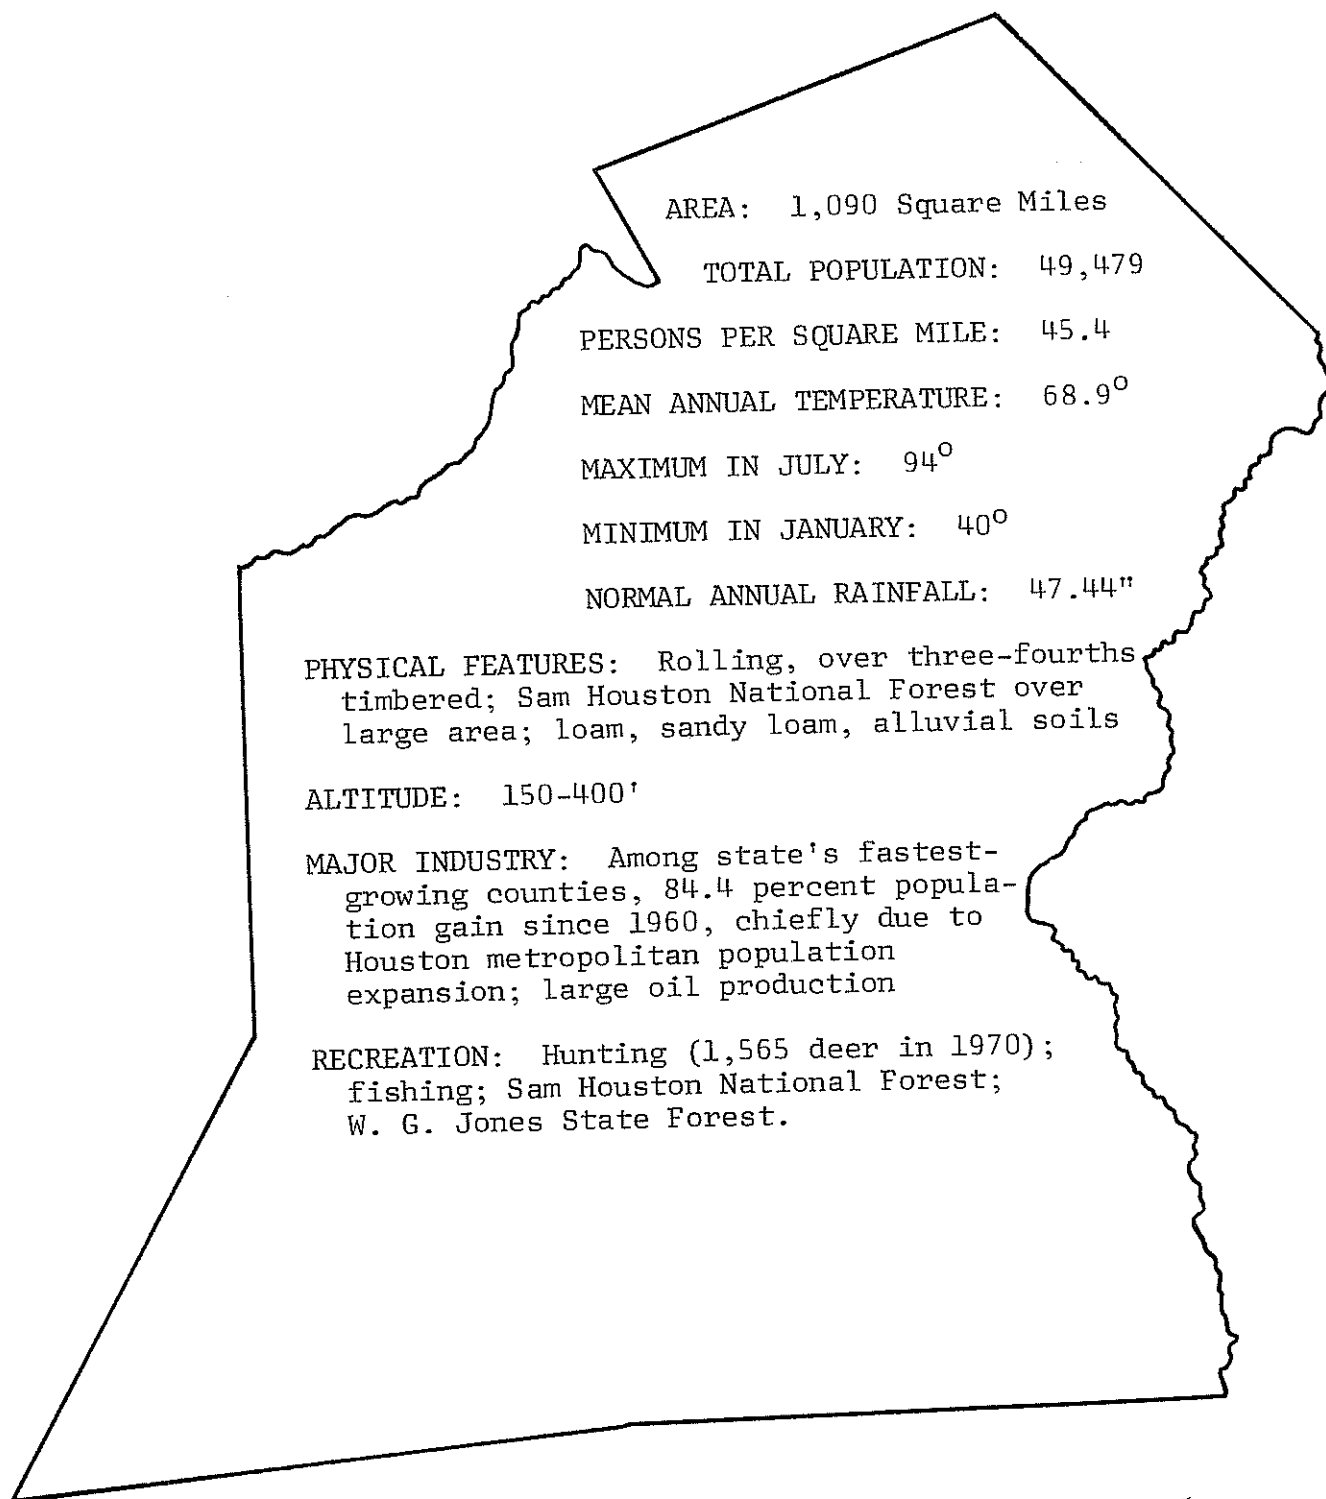 AREA: 1,090 Square Miles
TOTAL POPULATION: 49,479
PERSONS PER SQUARE MILE: 45.4
MEAN ANNUAL TEMPERATURE: 68.9°
MAXIMUM IN JULY: 94°
MINIMUM IN JANUARY: 40°
NORMAL ANNUAL RAINFALL: 47.44"
PHYSICAL FEATURES: Rolling, over three-fourths
timbered; Sam Houston National Forest over
large area; loam, sandy loam, alluvial soils
ALTITUDE: 150-400'
MAJOR INDUSTRY: Among state's fastest-
growing counties, 84.4 percent popula-
tion gain since 1960, chiefly due to
Houston metropolitan population
expansion; large oil production
RECREATION: Hunting (1,565 deer in 1970);
fishing; Sam Houston National Forest;
W. G. Jones State Forest.